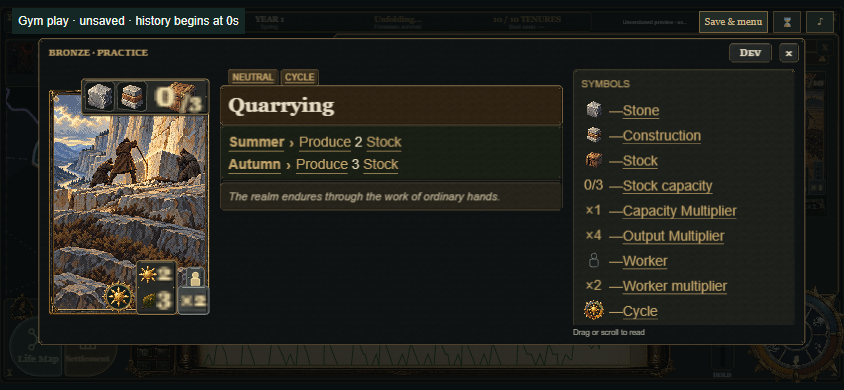 Gym play · unsaved · history begins at 0s
YEAR 1
Unfolding...
10 / 10 TENURES
Save & menu
BRONZE · PRACTICE
DEV
×
0/3
2
3
×2
NEUTRAL
CYCLE
Quarrying
Summer › Produce 2 Stock
Autumn › Produce 3 Stock
The realm endures through the work of ordinary hands.
SYMBOLS
—Stone
—Construction
—Stock
0/3 —Stock capacity
×1 —Capacity Multiplier
×4 —Output Multiplier
—Worker
×2 —Worker multiplier
—Cycle
Drag or scroll to read
Life Map
Settlement
GOLD